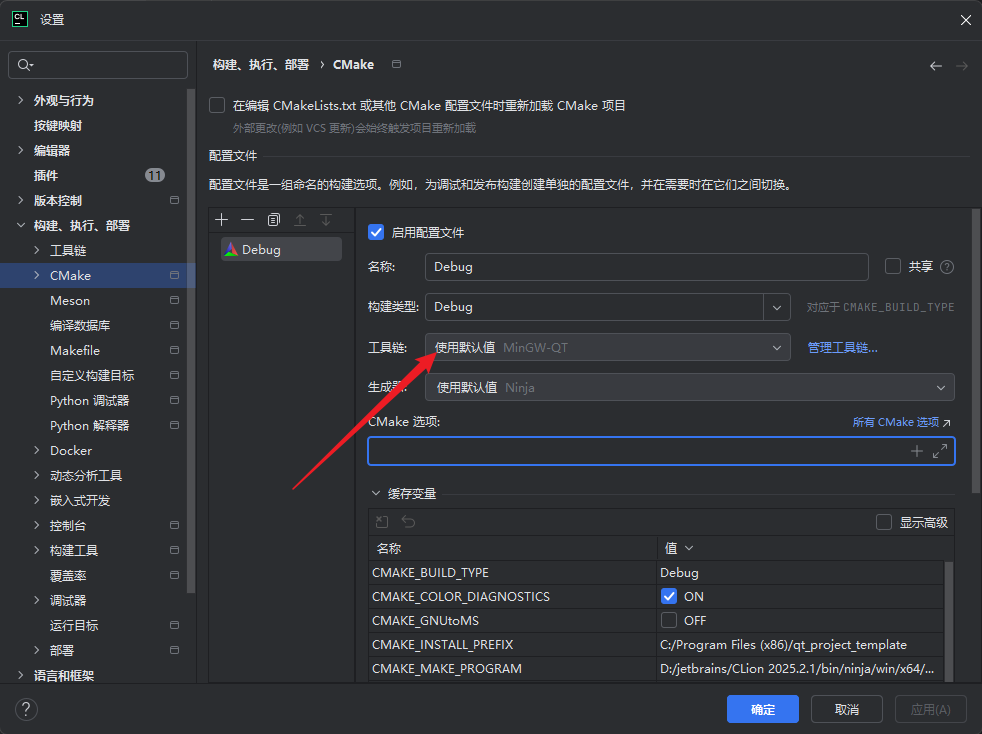 CL 设置
构建、执行、部署 › CMake
外观与行为
按键映射
编辑器
插件 11
版本控制
构建、执行、部署
工具链
CMake
Meson
编译数据库
Makefile
自定义构建目标
Python 调试器
Python 解释器
Docker
动态分析工具
嵌入式开发
控制台
构建工具
覆盖率
调试器
运行目标
部署
语言和框架
在编辑 CMakeLists.txt 或其他 CMake 配置文件时重新加载 CMake 项目
外部更改(例如 VCS 更新)会始终触发项目重新加载
配置文件
配置文件是一组命名的构建选项。例如，为调试和发布构建创建单独的配置文件，并在需要时在它们之间切换。
Debug
启用配置文件
名称: Debug 共享 ?
构建类型: Debug 对应于 CMAKE_BUILD_TYPE
工具链: 使用默认值 MinGW-QT 管理工具链...
生成器: 使用默认值 Ninja
CMake 选项: 所有 CMake 选项
缓存变量
显示高级
名称 值
CMAKE_BUILD_TYPE Debug
CMAKE_COLOR_DIAGNOSTICS ON
CMAKE_GNUtoMS OFF
CMAKE_INSTALL_PREFIX C:/Program Files (x86)/qt_project_template
CMAKE_MAKE_PROGRAM D:/jetbrains/CLion 2025.2.1/bin/ninja/win/x64/...
? 确定 取消 应用(A)